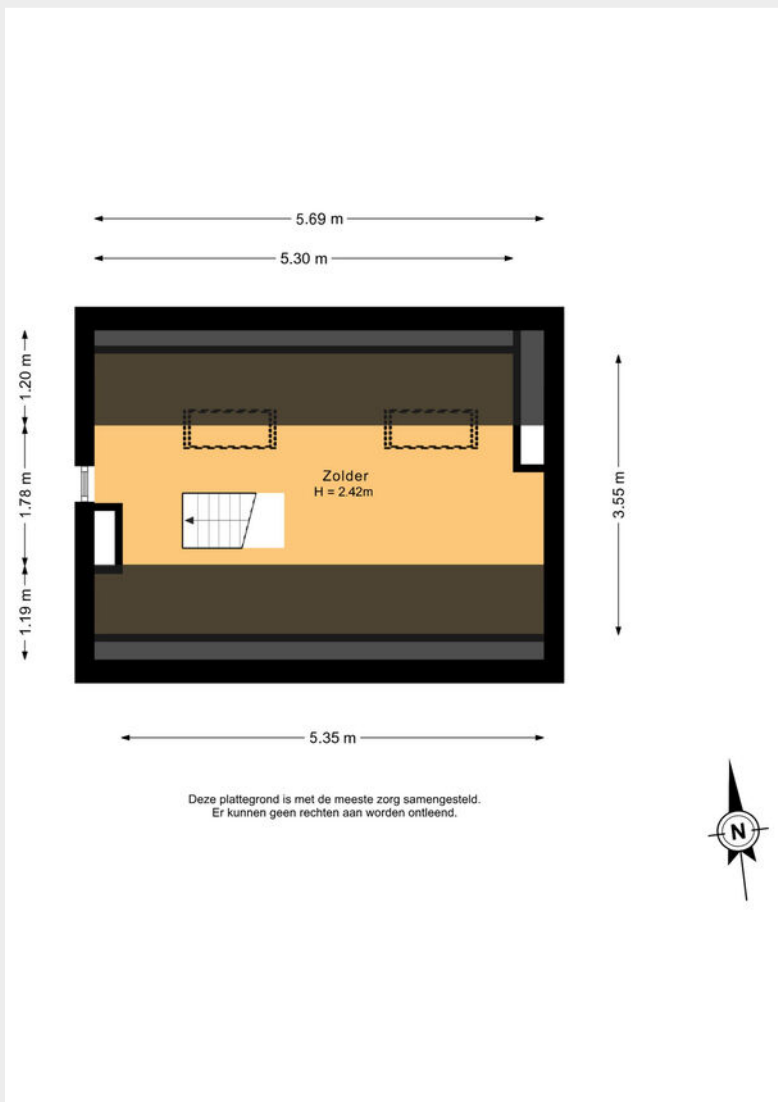 5.69 m
5.30 m
1.20 m
1.78 m
1.19 m
Zolder
H = 2.42m
3.55 m
5.35 m
Deze plattegrond is met de meeste zorg samengesteld.
Er kunnen geen rechten aan worden ontleend.
N